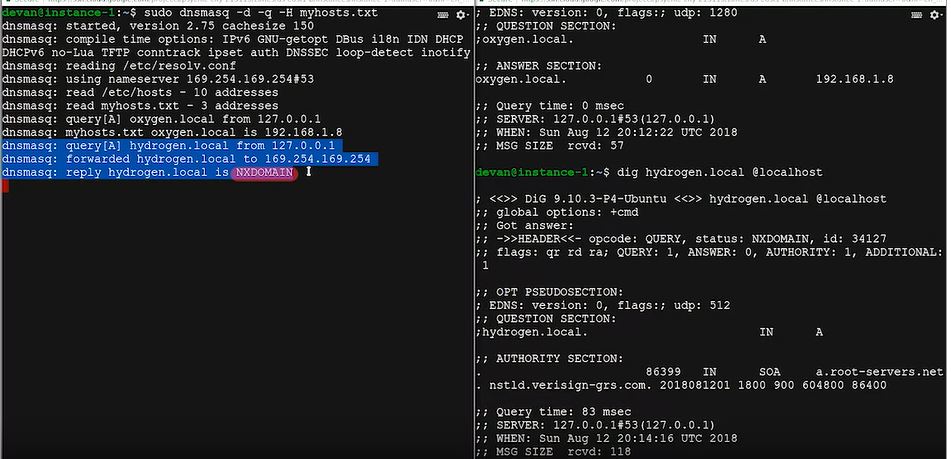 devan@instance-1:~$ sudo dnsmasq -d -q -H myhosts.txt
dnsmasq: started, version 2.75 cachesize 150
dnsmasq: compile time options: IPv6 GNU-getopt DBus i18n IDN DHCP
DHCPv6 no-Lua TFTP conntrack ipset auth DNSSEC loop-detect inotify
dnsmasq: reading /etc/resolv.conf
dnsmasq: using nameserver 169.254.169.254#53
dnsmasq: read /etc/hosts - 10 addresses
dnsmasq: read myhosts.txt - 3 addresses
dnsmasq: query[A] oxygen.local from 127.0.0.1
dnsmasq: myhosts.txt oxygen.local is 192.168.1.8
dnsmasq: query[A] hydrogen.local from 127.0.0.1
dnsmasq: forwarded hydrogen.local to 169.254.169.254
dnsmasq: reply hydrogen.local is NXDOMAIN
; EDNS: version: 0, flags:; udp: 1280
;; QUESTION SECTION:
;oxygen.local. IN A
;; ANSWER SECTION:
oxygen.local. 0 IN A 192.168.1.8
;; Query time: 0 msec
;; SERVER: 127.0.0.1#53(127.0.0.1)
;; WHEN: Sun Aug 12 20:12:22 UTC 2018
;; MSG SIZE rcvd: 57
devan@instance-1:~$ dig hydrogen.local @localhost
; <<>> DiG 9.10.3-P4-Ubuntu <<>> hydrogen.local @localhost
;; global options: +cmd
;; Got answer:
;; ->>HEADER<<- opcode: QUERY, status: NXDOMAIN, id: 34127
;; flags: qr rd ra; QUERY: 1, ANSWER: 0, AUTHORITY: 1, ADDITIONAL:
1
;; OPT PSEUDOSECTION:
; EDNS: version: 0, flags:; udp: 512
;; QUESTION SECTION:
;hydrogen.local. IN A
;; AUTHORITY SECTION:
. 86399 IN SOA a.root-servers.net
. nstld.verisign-grs.com. 2018081201 1800 900 604800 86400
;; Query time: 83 msec
;; SERVER: 127.0.0.1#53(127.0.0.1)
;; WHEN: Sun Aug 12 20:14:16 UTC 2018
;; MSG SIZE rcvd: 118